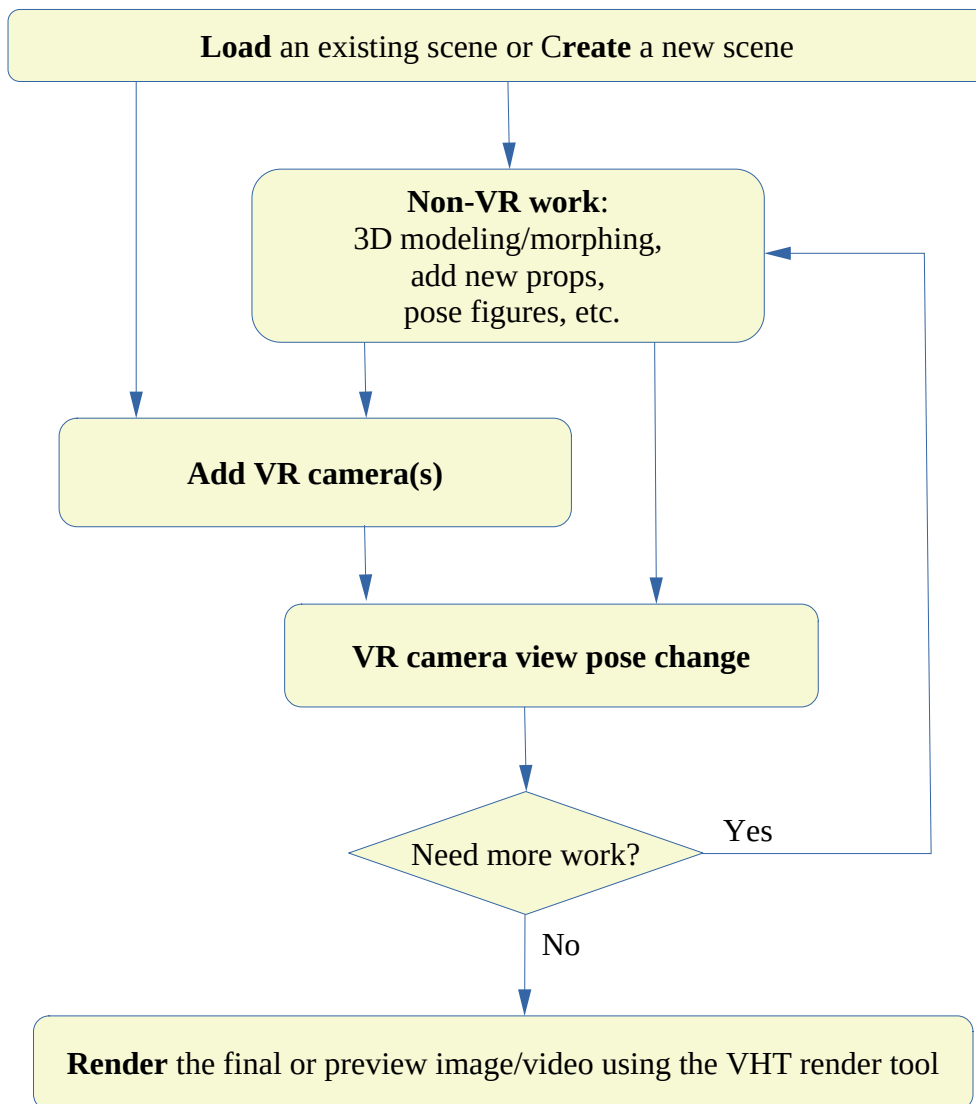 Load an existing scene or Create a new scene
Non-VR work:
3D modeling/morphing,
add new props,
pose figures, etc.
Add VR camera(s)
VR camera view pose change
Need more work?
Yes
No
Render the final or preview image/video using the VHT render tool